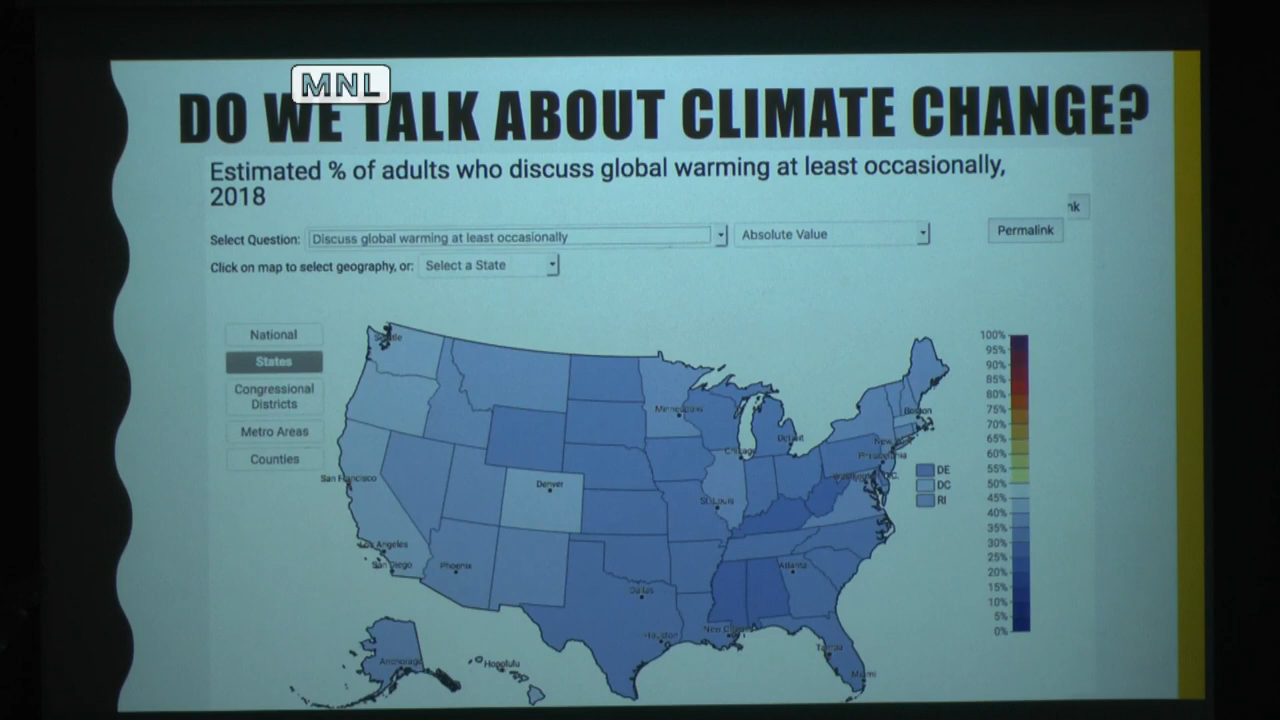 MNL
DO WE TALK ABOUT CLIMATE CHANGE?
Estimated % of adults who discuss global warming at least occasionally,
2018
nk
Select Question: Discuss global warming at least occasionally
Absolute Value
Permalink
Click on map to select geography, or: Select a State
National
States
Congressional
Districts
Metro Areas
Counties
Seattle
San Francisco
Los Angeles
San Diego
Phoenix
Denver
Minneapolis
Chicago
Detroit
St. Louis
Dallas
Houston
Atlanta
Tampa
Miami
Boston
Philadelphia
Anchorage
Honolulu
DE
DC
RI
100%
95%
90%
85%
80%
75%
70%
65%
60%
55%
50%
45%
40%
35%
30%
25%
20%
15%
10%
5%
0%